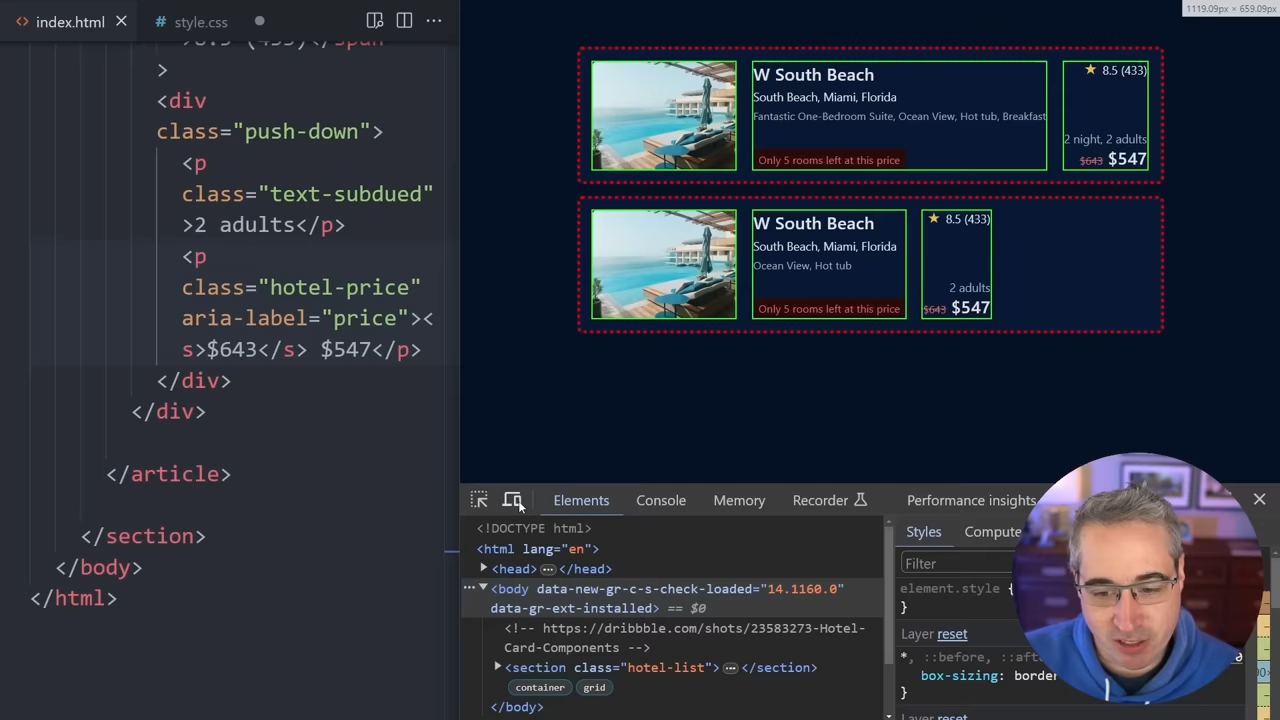 index.html
style.css
1119.09px × 659.09px
>8.5 (433)</span
>
<div
class="push-down">
<p
class="text-subdued"
>2 adults</p>
<p
class="hotel-price"
aria-label="price"><
s>$643</s> $547</p>
</div>
</div>
</article>
</section>
</body>
</html>
W South Beach
South Beach, Miami, Florida
Fantastic One-Bedroom Suite, Ocean View, Hot tub, Breakfast
Only 5 rooms left at this price
★ 8.5 (433)
2 night, 2 adults
$643 $547
W South Beach
South Beach, Miami, Florida
Ocean View, Hot tub
Only 5 rooms left at this price
★ 8.5 (433)
2 adults
$643 $547
Elements Console Memory Recorder Performance insights
<!DOCTYPE html>
<html lang="en">
<head> ⋯ </head>
<body data-new-gr-c-s-check-loaded="14.1160.0"
data-gr-ext-installed> == $0
<!-- https://dribbble.com/shots/23583273-Hotel-
Card-Components -->
<section class="hotel-list"> ⋯ </section>
container grid
</body>
Styles Compute
Filter
element.style {
}
Layer reset
*, ::before, ::afte
box-sizing: border
}
Layer reset